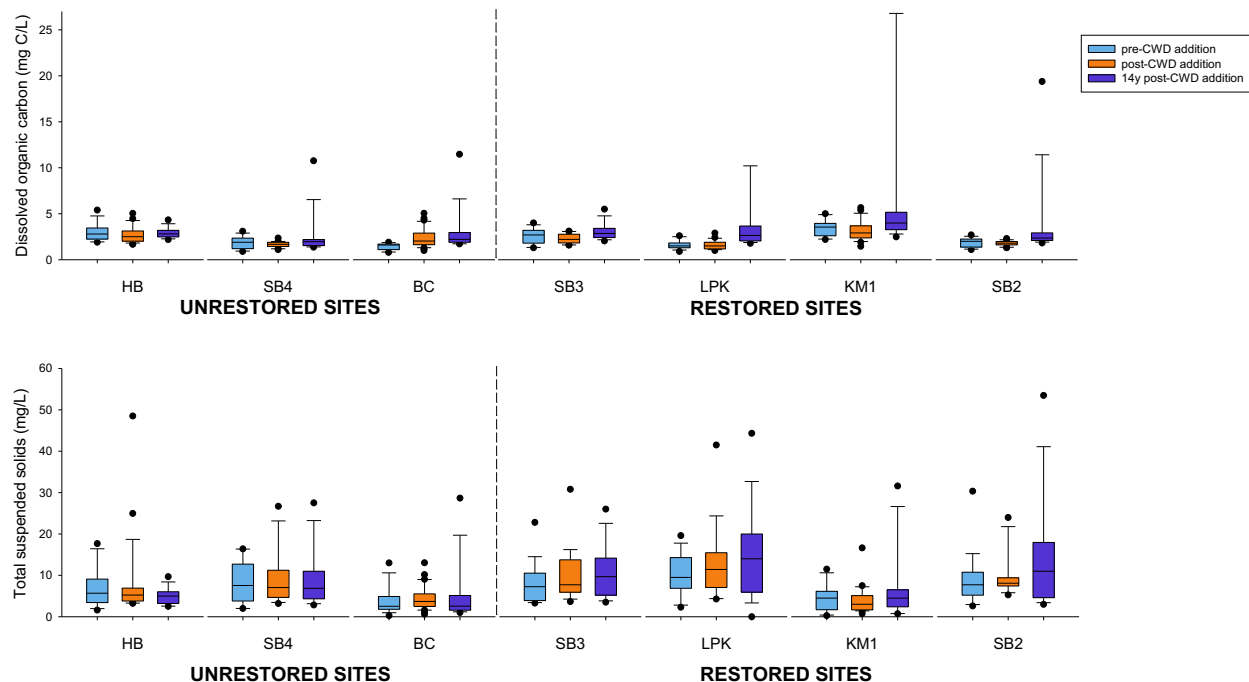 Dissolved organic carbon (mg C/L)
25
20
15
10
5
0
HB SB4 BC SB3 LPK KM1 SB2
UNRESTORED SITES RESTORED SITES
pre-CWD addition
post-CWD addition
14y post-CWD addition
Total suspended solids (mg/L)
60
50
40
30
20
10
0
HB SB4 BC SB3 LPK KM1 SB2
UNRESTORED SITES RESTORED SITES